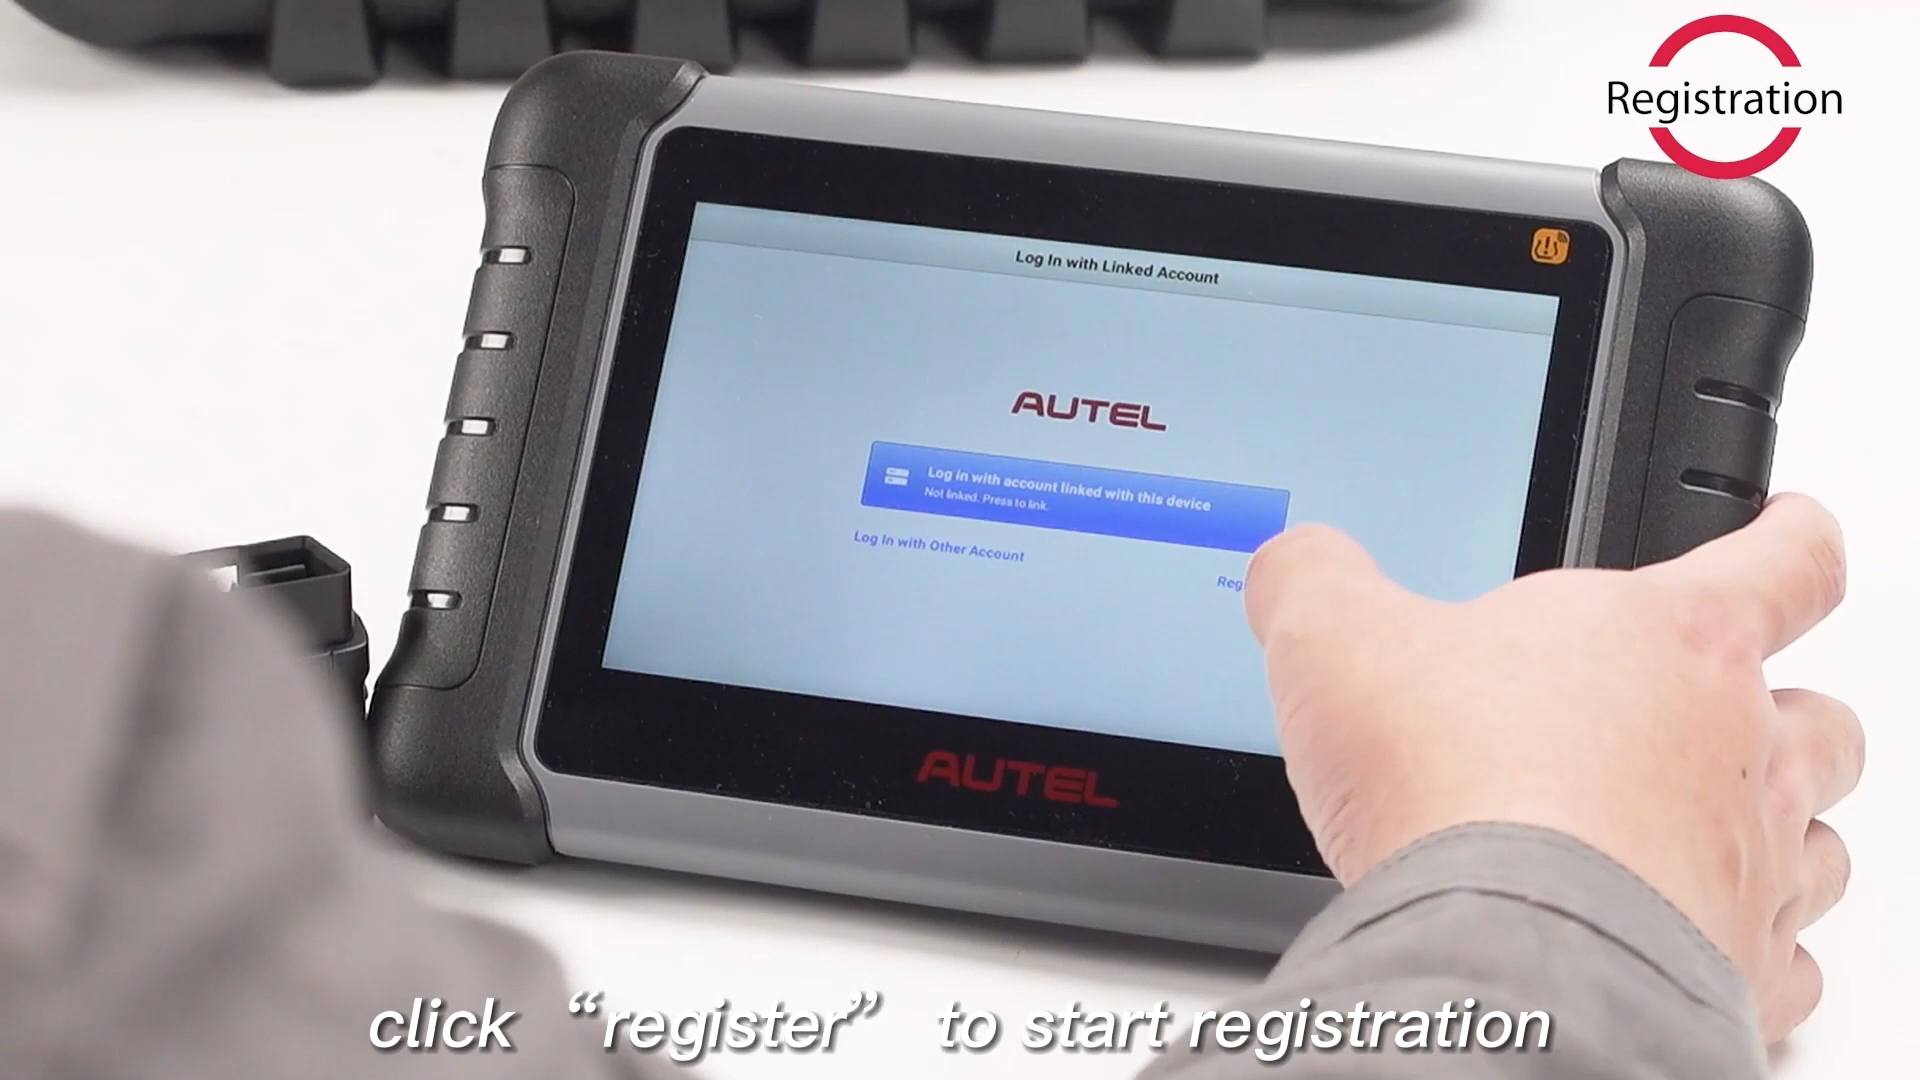 Registration
Log In with Linked Account
AUTEL
Log in with account linked with this device
Not linked. Press to link.
Log In with Other Account
AUTEL
click “register” to start registration